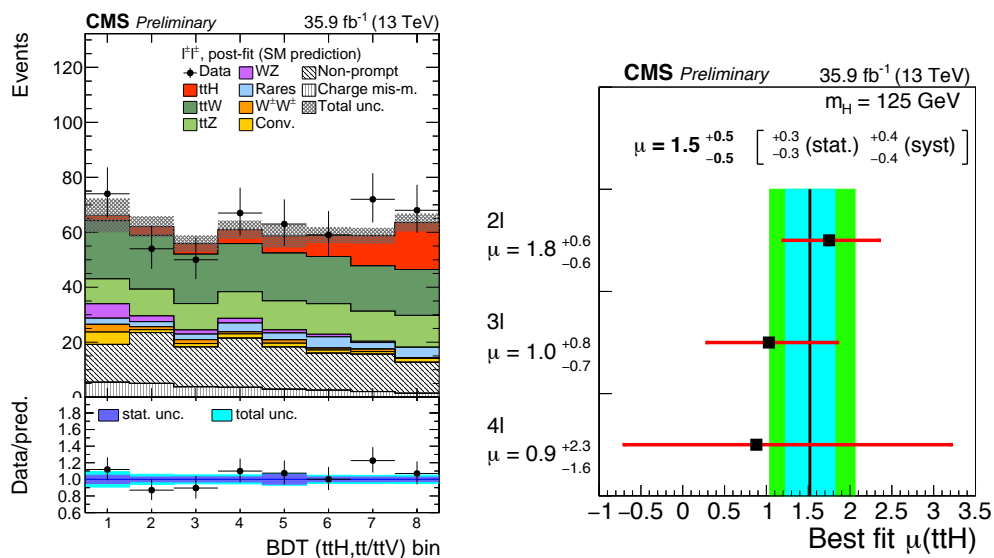 CMS Preliminary 35.9 fb⁻¹ (13 TeV)
Events
l±l±, post-fit (SM prediction)
Data WZ Non-prompt
ttH Rares Charge mis-m.
ttW W±W± Total unc.
ttZ Conv.
120
100
80
60
40
20
0
Data/pred.
stat. unc. total unc.
1.8
1.6
1.4
1.2
1.0
0.8
0.6
1 2 3 4 5 6 7 8
BDT (ttH,tt/ttV) bin
CMS Preliminary 35.9 fb⁻¹ (13 TeV)
m_H = 125 GeV
μ = 1.5 +0.5 −0.5 [ +0.3 −0.3 (stat.) +0.4 −0.4 (syst) ]
2l
μ = 1.8 +0.6 −0.6
3l
μ = 1.0 +0.8 −0.7
4l
μ = 0.9 +2.3 −1.6
−1 −0.5 0 0.5 1 1.5 2 2.5 3 3.5
Best fit μ(ttH)